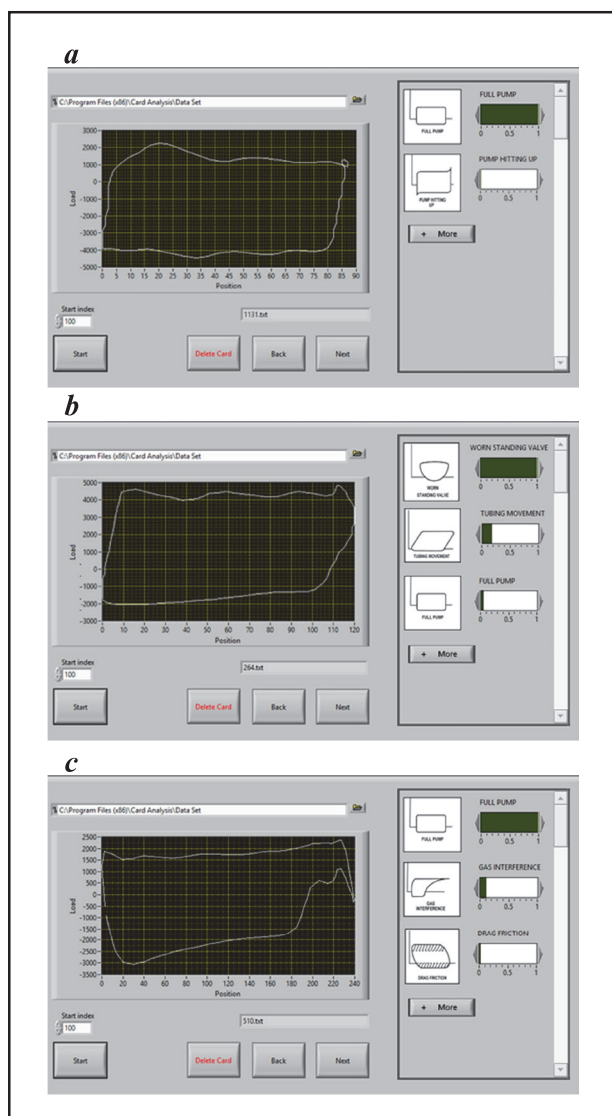 a
C:\Program Files (x86)\Card Analysis\Data Set
3000
2000
1000
0
-1000
-2000
-3000
-4000
-5000
Load
0 5 10 15 20 25 30 35 40 45 50 55 60 65 70 75 80 85 90
Position
Start index
100
1131.txt
Start
Delete Card
Back
Next
FULL PUMP
FULL PUMP
0 0.5 1
PUMP HITTING UP
PUMP HITTING
UP
0 0.5 1
+ More
b
C:\Program Files (x86)\Card Analysis\Data Set
5000
4000
3000
2000
1000
0
-1000
-2000
-3000
Load
0 10 20 30 40 50 60 70 80 90 100 110 120
Position
Start index
100
264.txt
Start
Delete Card
Back
Next
WORN STANDING VALVE
WORN
STANDING VALVE
0 0.5 1
TUBING MOVEMENT
TUBING MOVEMENT
0 0.5 1
FULL PUMP
FULL PUMP
0 0.5 1
+ More
c
C:\Program Files (x86)\Card Analysis\Data Set
2500
2000
1500
1000
500
0
-500
-1000
-1500
-2000
-2500
-3000
-3500
Load
0 20 40 60 80 100 120 140 160 180 200 220 240
Position
Start index
100
510.txt
Start
Delete Card
Back
Next
FULL PUMP
FULL PUMP
0 0.5 1
GAS INTERFERENCE
GAS
INTERFERENCE
0 0.5 1
DRAG FRICTION
DRAG FRICTION
0 0.5 1
+ More